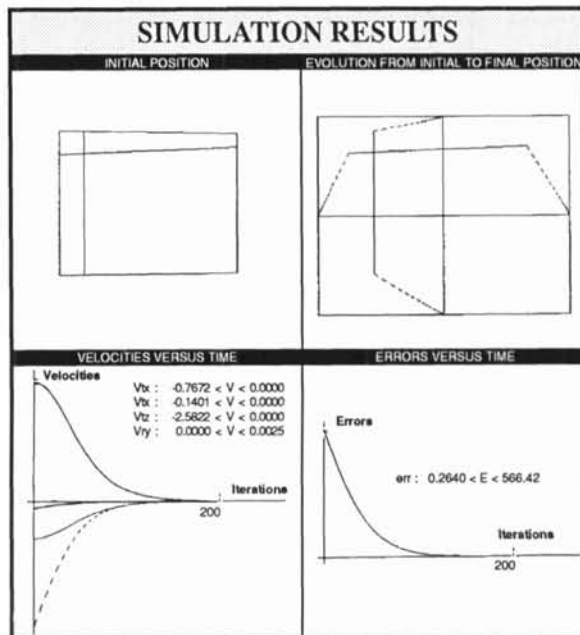 SIMULATION RESULTS
INITIAL POSITION
EVOLUTION FROM INITIAL TO FINAL POSITION
VELOCITIES VERSUS TIME
Velocities
Vtx : -0.7672 < V < 0.0000
Vtx : -0.1401 < V < 0.0000
Vtz : -2.5822 < V < 0.0000
Vry : 0.0000 < V < 0.0025
Iterations
200
ERRORS VERSUS TIME
Errors
err : 0.2640 < E < 566.42
Iterations
200